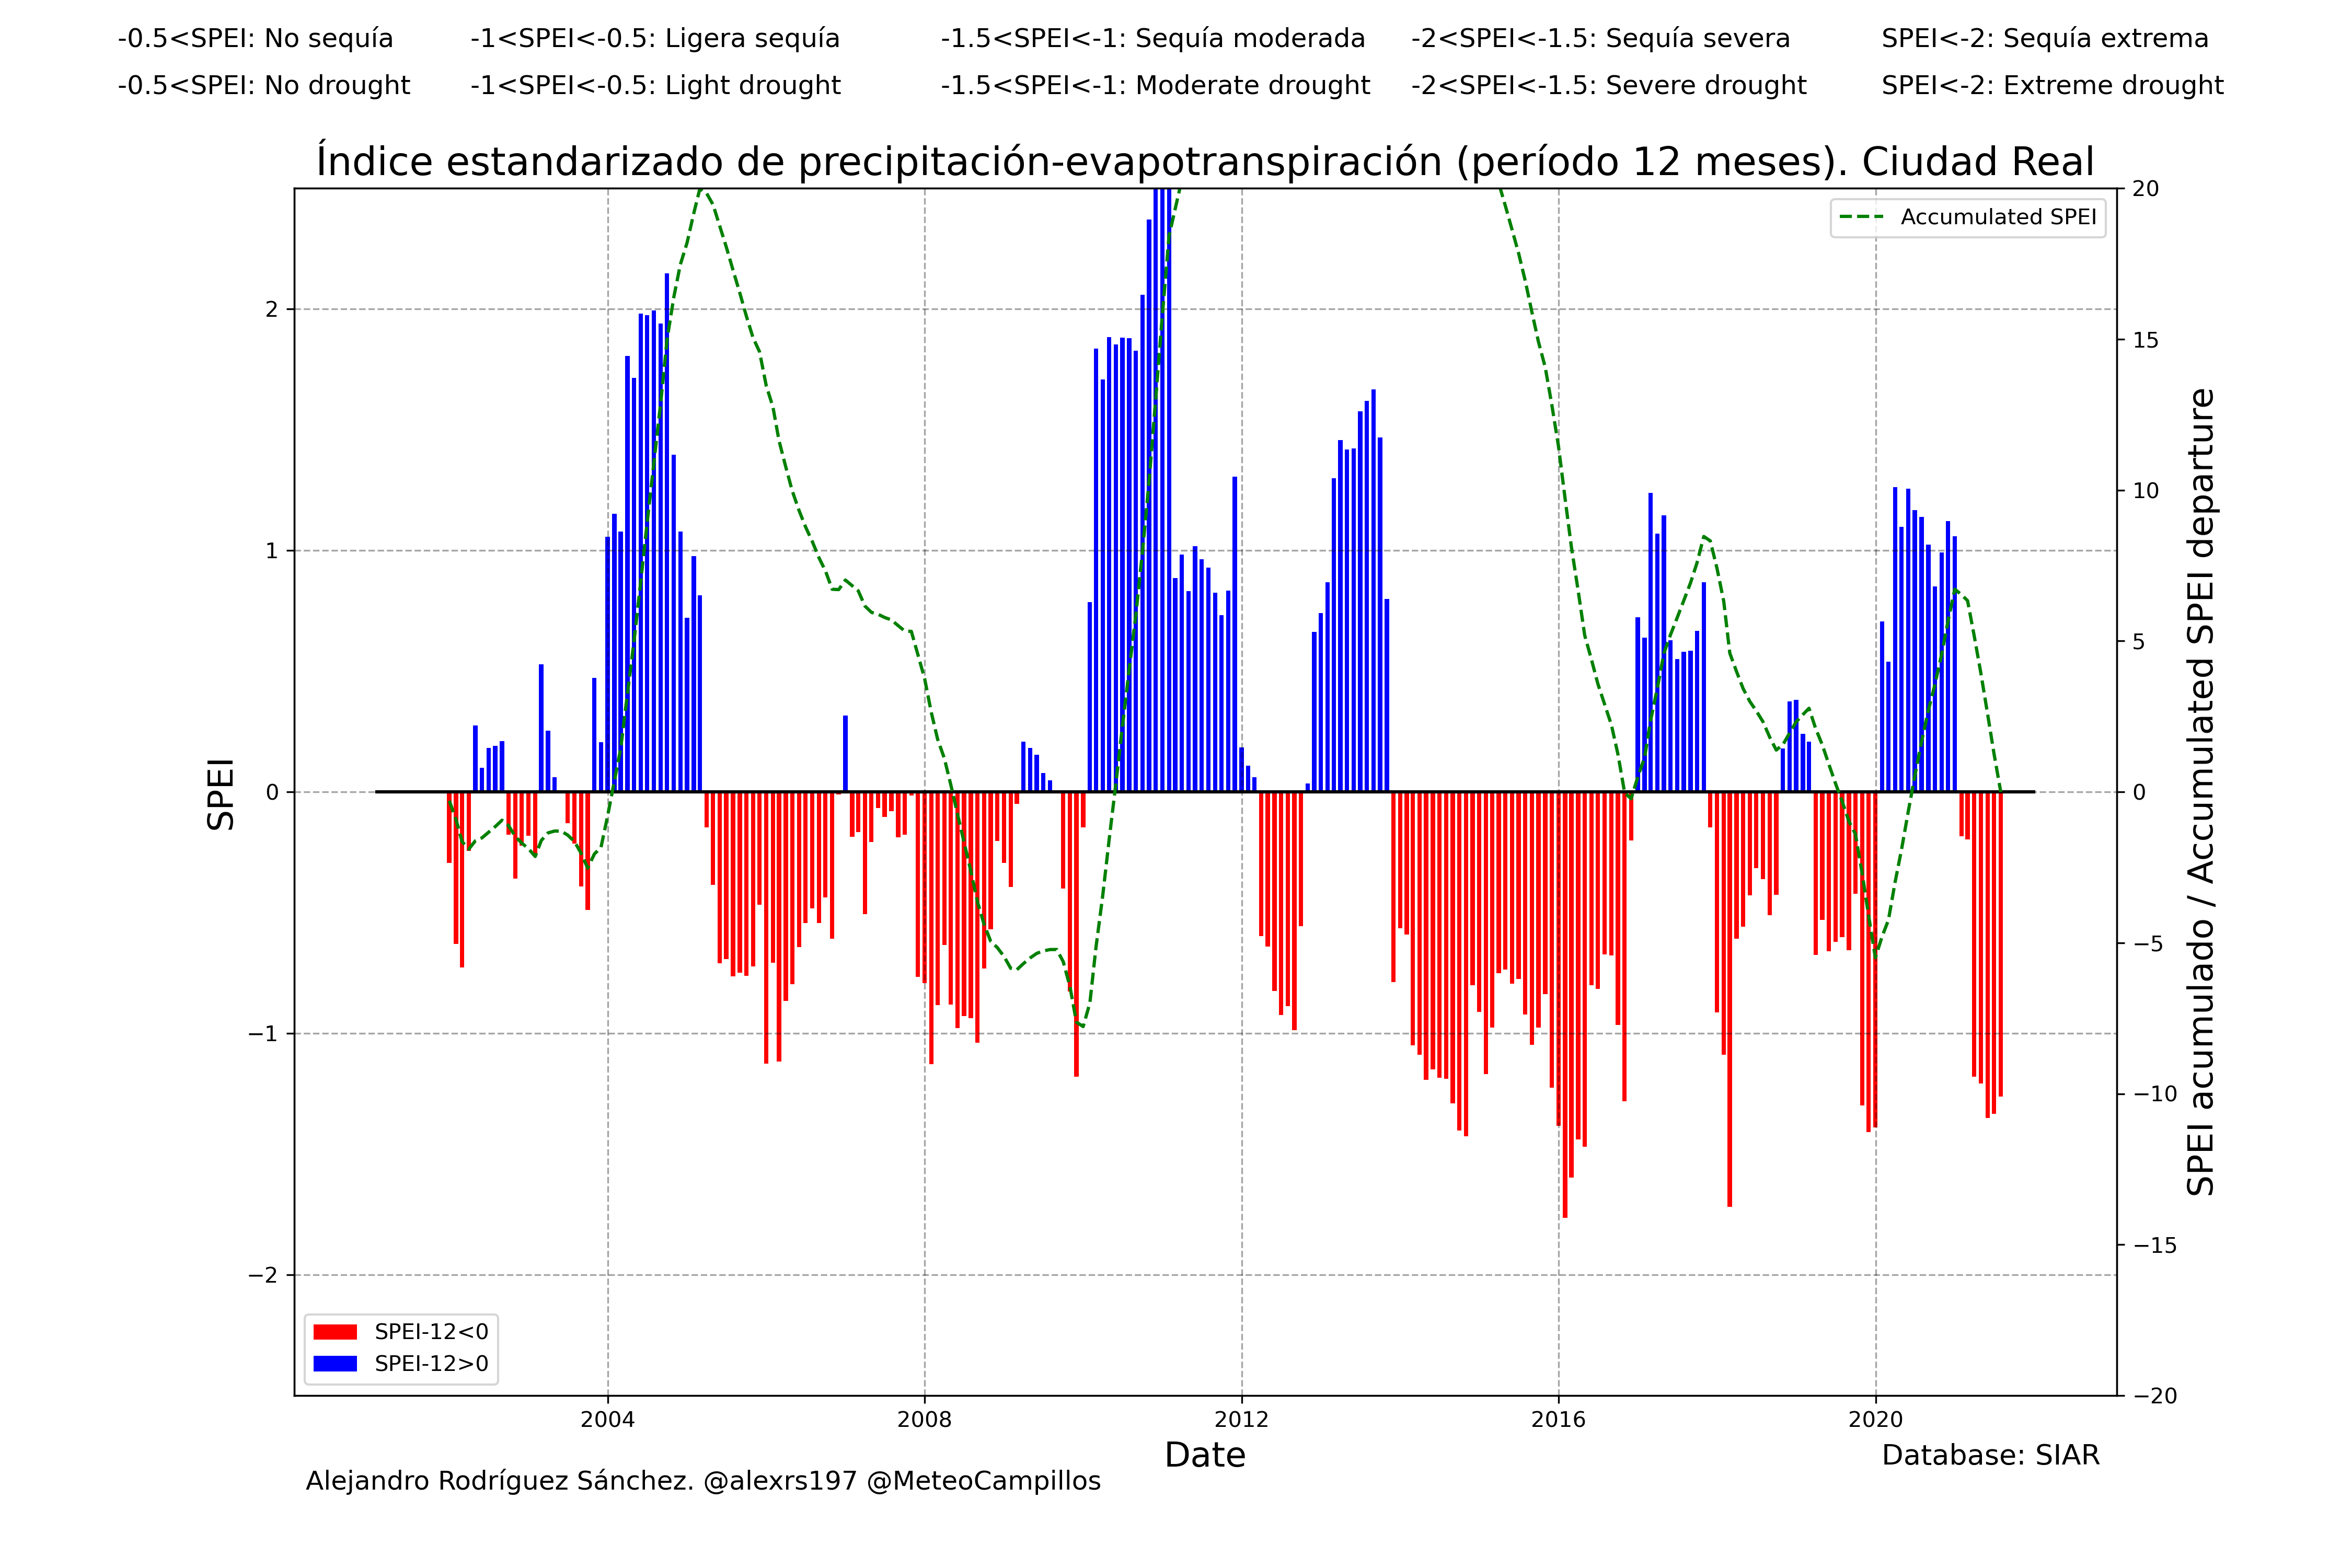 -0.5<SPEI: No sequía -1<SPEI<-0.5: Ligera sequía -1.5<SPEI<-1: Sequía moderada -2<SPEI<-1.5: Sequía severa SPEI<-2: Sequía extrema
-0.5<SPEI: No drought -1<SPEI<-0.5: Light drought -1.5<SPEI<-1: Moderate drought -2<SPEI<-1.5: Severe drought SPEI<-2: Extreme drought
Índice estandarizado de precipitación-evapotranspiración (período 12 meses). Ciudad Real
Accumulated SPEI
SPEI
2
1
0
−1
−2
20
15
10
5
0
−5
−10
−15
−20
SPEI acumulado / Accumulated SPEI departure
SPEI-12<0
SPEI-12>0
2004 2008 2012 2016 2020
Date
Database: SIAR
Alejandro Rodríguez Sánchez. @alexrs197 @MeteoCampillos